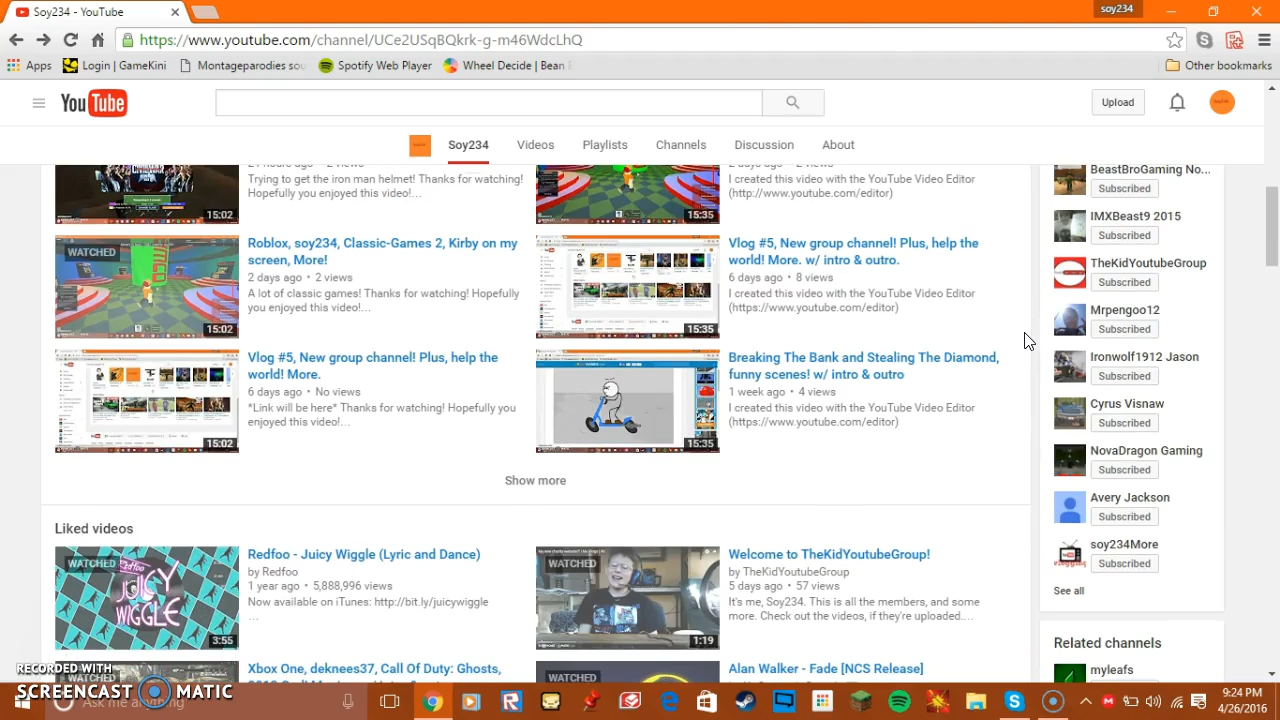 Soy234 - YouTube
soy234
https://www.youtube.com/channel/UCe2USqBQkrk-g-m46WdcLhQ
Apps
Login | GameKini
Montageparodies sou
Spotify Web Player
Wheel Decide | Bean
Other bookmarks
YouTube
Upload
Soy234
Videos
Playlists
Channels
Discussion
About
21 hours ago • 2 views
Trying to get the iron man helmet! Thanks for watching!
Hopefully you enjoyed this video!...
15:02
2 days ago • 2 views
I created this video with the YouTube Video Editor
(http://www.youtube.com/editor)
15:35
WATCHED
15:02
Roblox, soy234, Classic-Games 2, Kirby on my
screen, More!
2 days ago • 2 views
A lot of classic games! Thanks for watching! Hopefully
you enjoyed this video!...
15:35
Vlog #5, New group channel! Plus, help the
world! More. w/ intro & outro.
6 days ago • 8 views
I created this video with the YouTube Video Editor
(https://www.youtube.com/editor)
15:02
Vlog #5, New group channel! Plus, help the
world! More.
6 days ago • No views
*Link will be here* Thanks for watching! Hopefully you
enjoyed this video!...
15:35
Breaking The Bank and Stealing The Diamond,
funny scenes! w/ intro & outro
1 week ago • 4 views
I created this video with the YouTube Video Editor
(https://www.youtube.com/editor)
Show more
Liked videos
WATCHED
JUICY
WIGGLE
3:55
Redfoo - Juicy Wiggle (Lyric and Dance)
by Redfoo
1 year ago • 5,888,996 views
Now available on iTunes: http://bit.ly/juicywiggle
...
WATCHED
1:19
Welcome to TheKidYoutubeGroup!
by TheKidYoutubeGroup
5 days ago • 57 views
It's me, Soy234. This is all the members, and some
more. Check out the videos, if they're uploaded....
WATCHED
Xbox One, deknees37, Call Of Duty: Ghosts,
WATCHED
Alan Walker - Fade [NCS Release]
BeastBroGaming No...
Subscribed
IMXBeast9 2015
Subscribed
TheKidYoutubeGroup
Subscribed
Mrpengoo12
Subscribed
Ironwolf1912 Jason
Subscribed
Cyrus Visnaw
Subscribed
NovaDragon Gaming
Subscribed
Avery Jackson
Subscribed
soy234More
Subscribed
See all
Related channels
myleafs
RECORDED WITH
SCREENCAST MATIC
Ask me anything
9:24 PM
4/26/2016